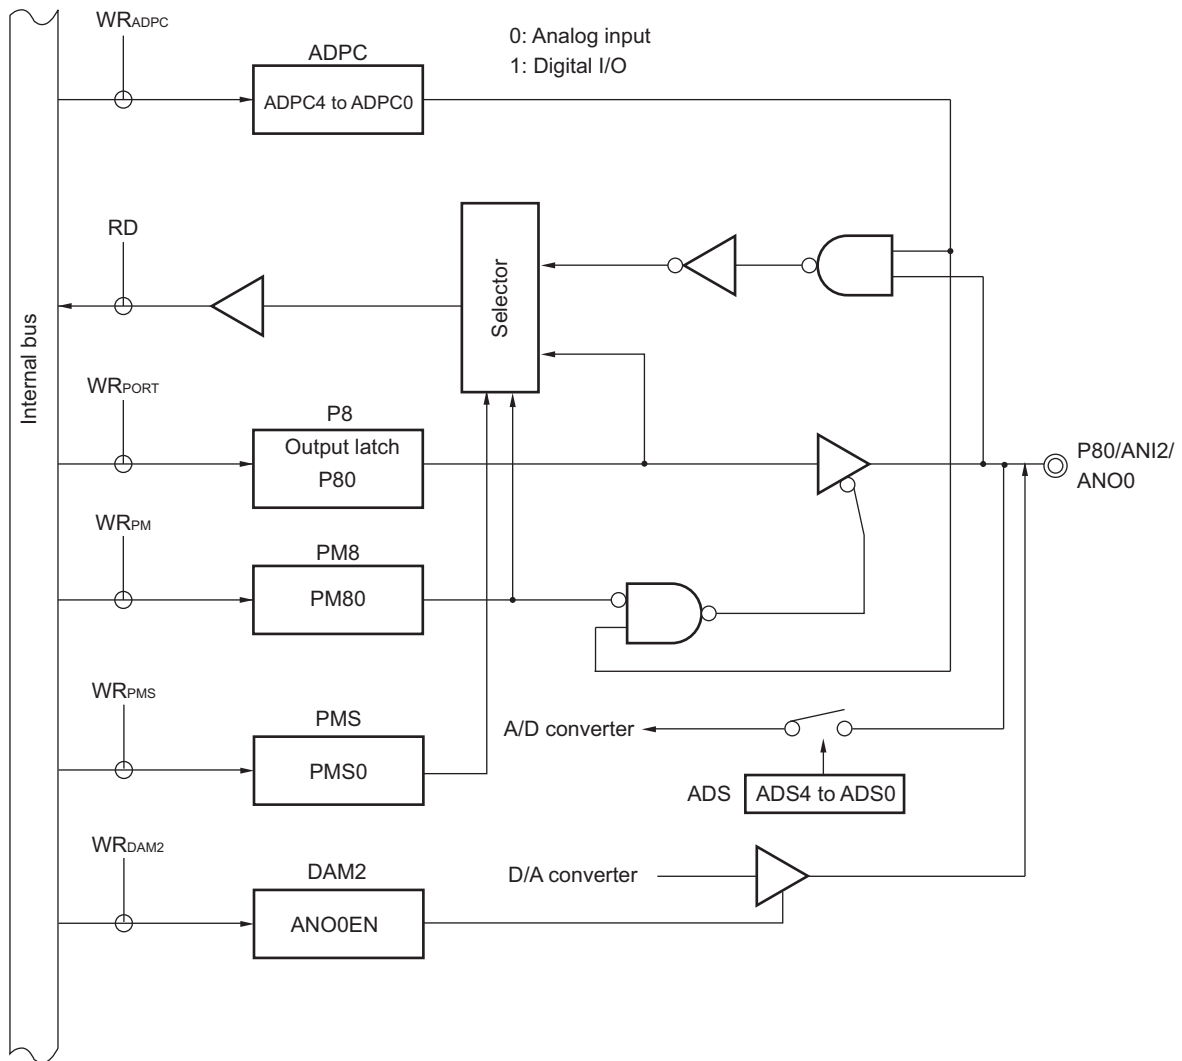 WRADPC
ADPC
ADPC4 to ADPC0
0: Analog input
1: Digital I/O
RD
Selector
Internal bus
WRPORT
P8
Output latch
P80
P80/ANI2/
ANO0
WRPM
PM8
PM80
WRPMS
PMS
PMS0
A/D converter
ADS
ADS4 to ADS0
WRDAM2
DAM2
ANO0EN
D/A converter